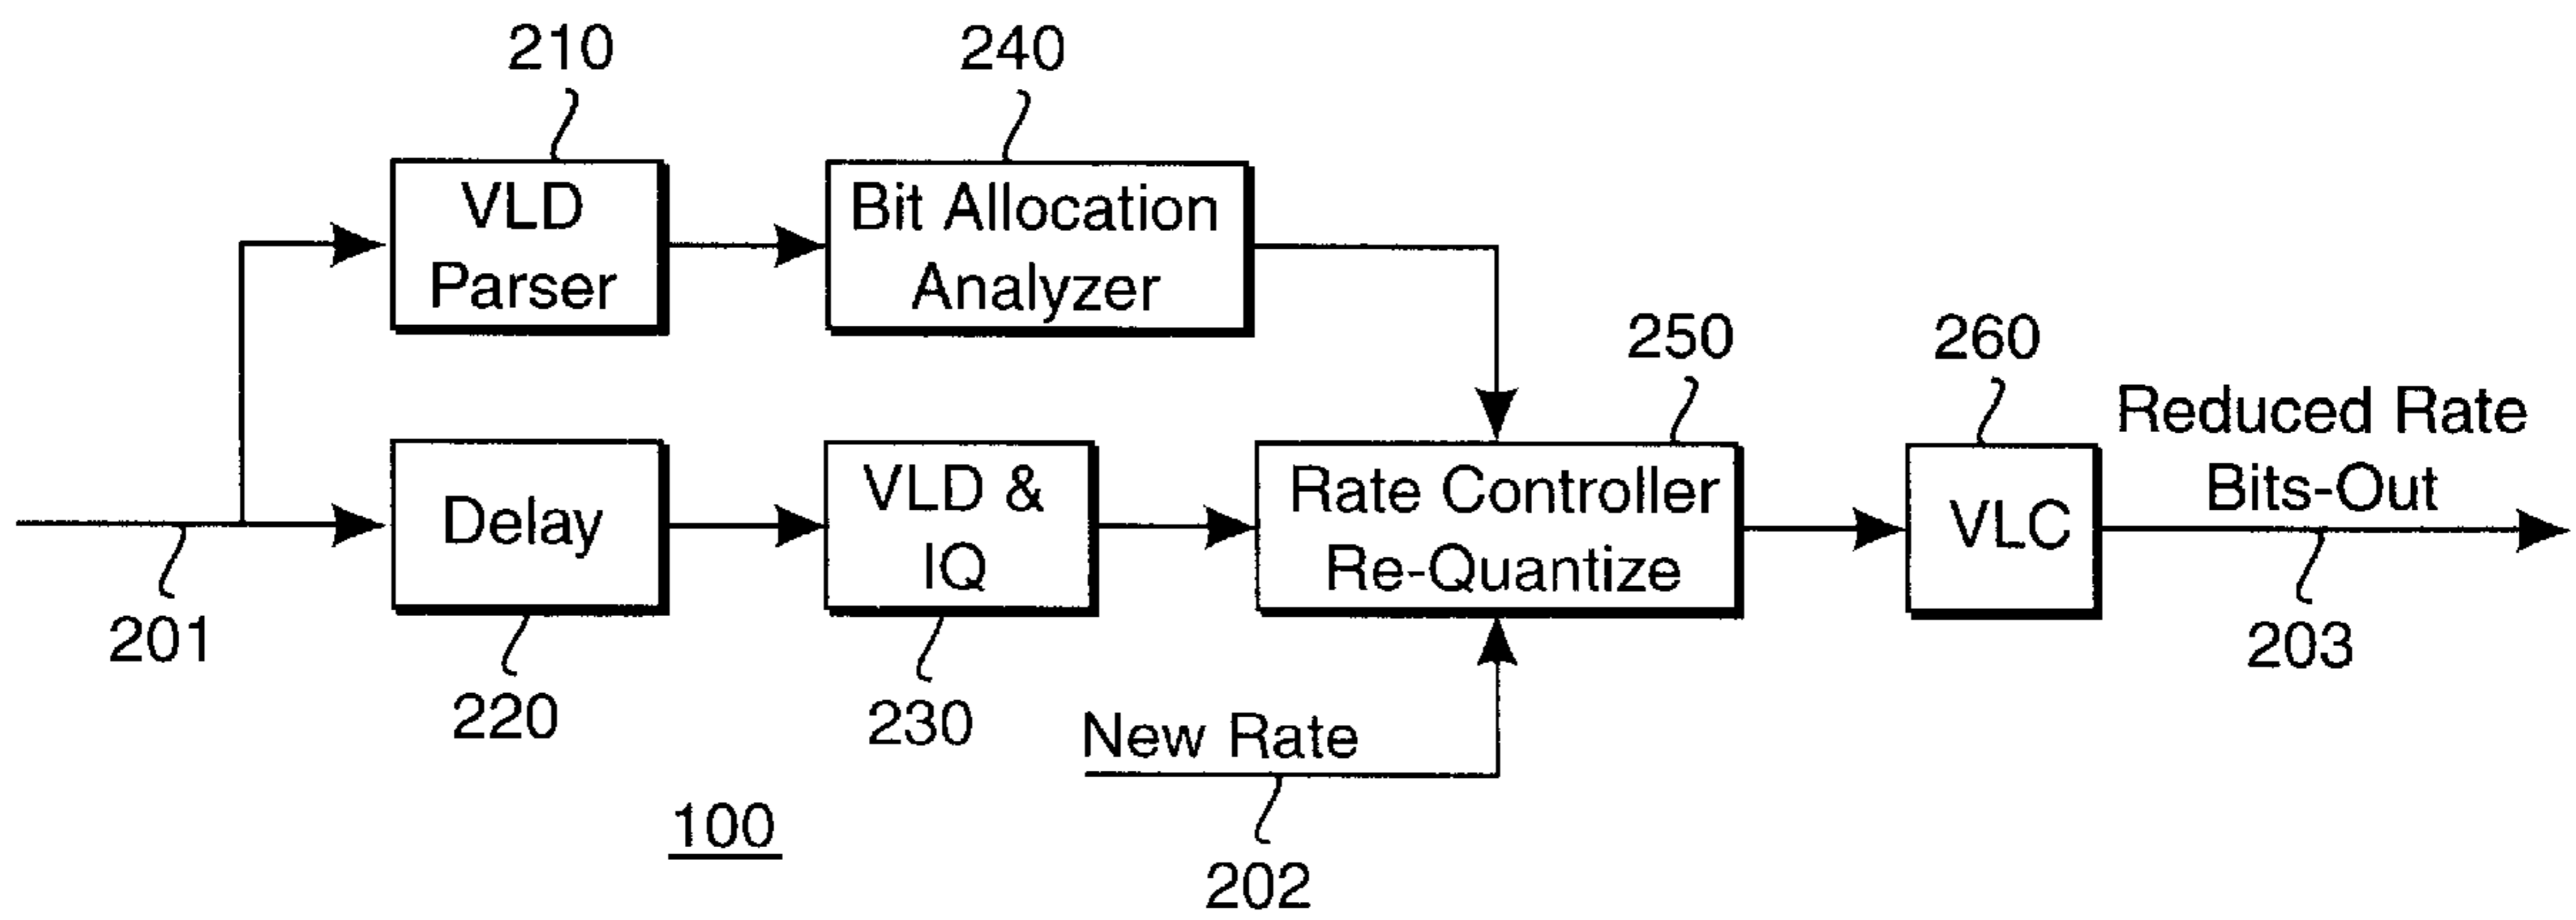 210
240
VLD
Parser
Bit Allocation
Analyzer
250
260
Reduced Rate
Bits-Out
Delay
VLD &
IQ
Rate Controller
Re-Quantize
VLC
201
220
230
203
New Rate
100
202